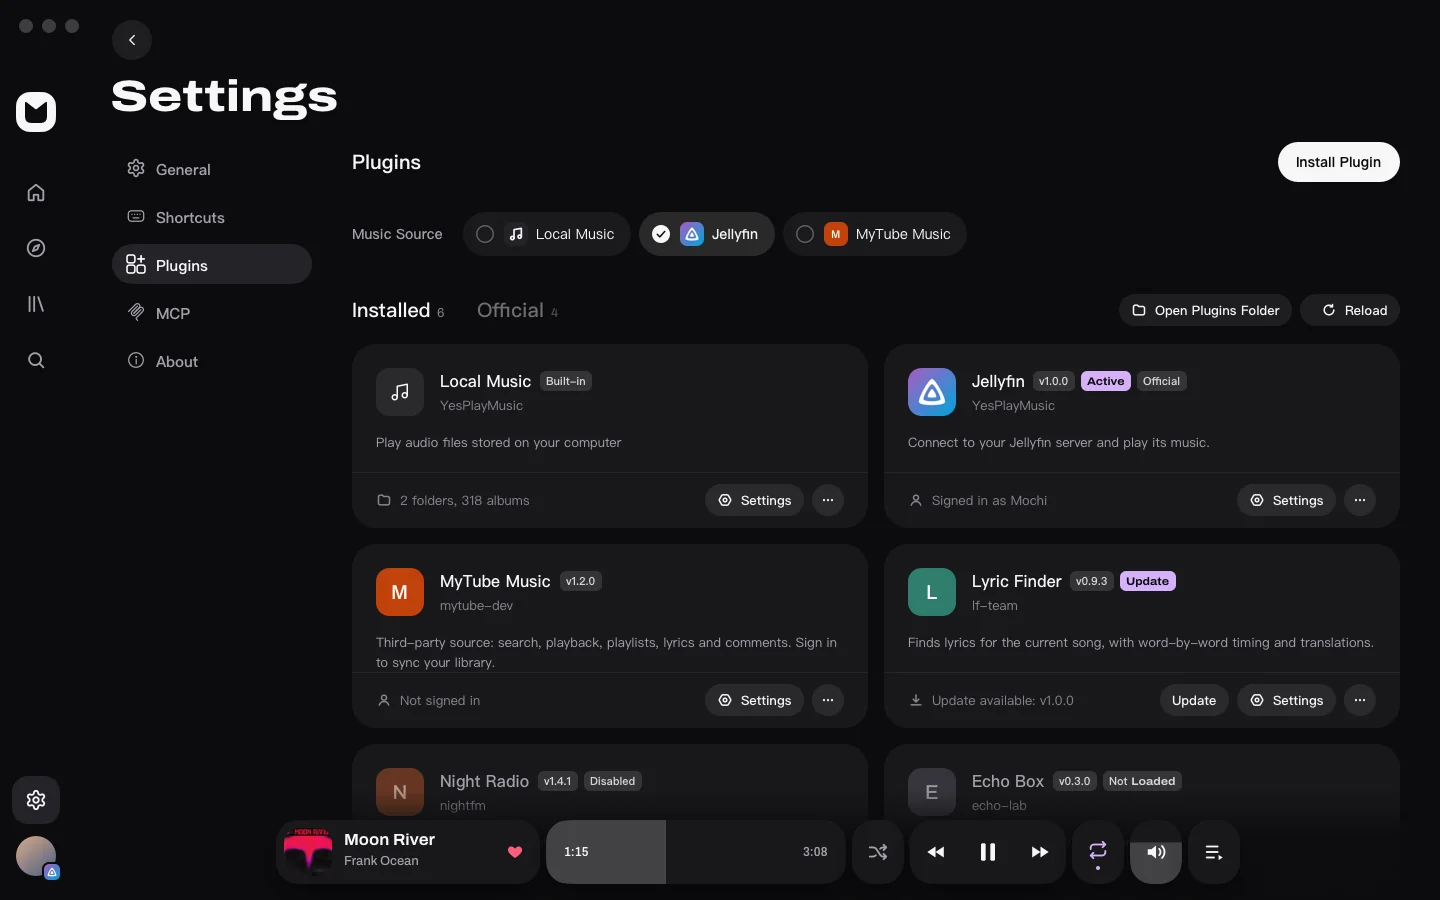 Settings
General
Shortcuts
Plugins
MCP
About
Plugins
Install Plugin
Music Source
Local Music
Jellyfin
M
MyTube Music
Installed 6
Official 4
Open Plugins Folder
Reload
Local Music Built-in
YesPlayMusic
Play audio files stored on your computer
2 folders, 318 albums
Settings
Jellyfin v1.0.0 Active Official
YesPlayMusic
Connect to your Jellyfin server and play its music.
Signed in as Mochi
Settings
M
MyTube Music v1.2.0
mytube-dev
Third-party source: search, playback, playlists, lyrics and comments. Sign in
to sync your library.
Not signed in
Settings
L
Lyric Finder v0.9.3 Update
lf-team
Finds lyrics for the current song, with word-by-word timing and translations.
Update available: v1.0.0
Update
Settings
N
Night Radio v1.4.1 Disabled
nightfm
E
Echo Box v0.3.0 Not Loaded
echo-lab
MOON RIVER
Moon River
Frank Ocean
1:15
3:08